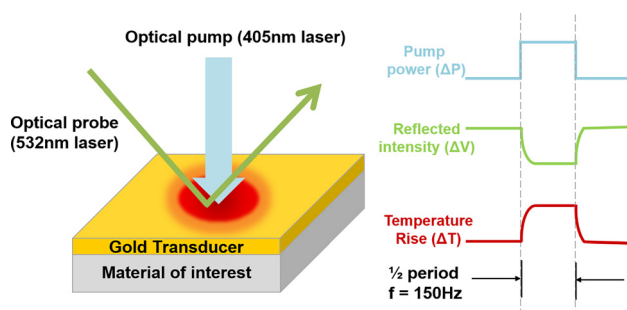 Optical pump (405nm laser)
Optical probe
(532nm laser)
Gold Transducer
Material of interest
Pump
power (ΔP)
Reflected
intensity (ΔV)
Temperature
Rise (ΔT)
½ period
f = 150Hz